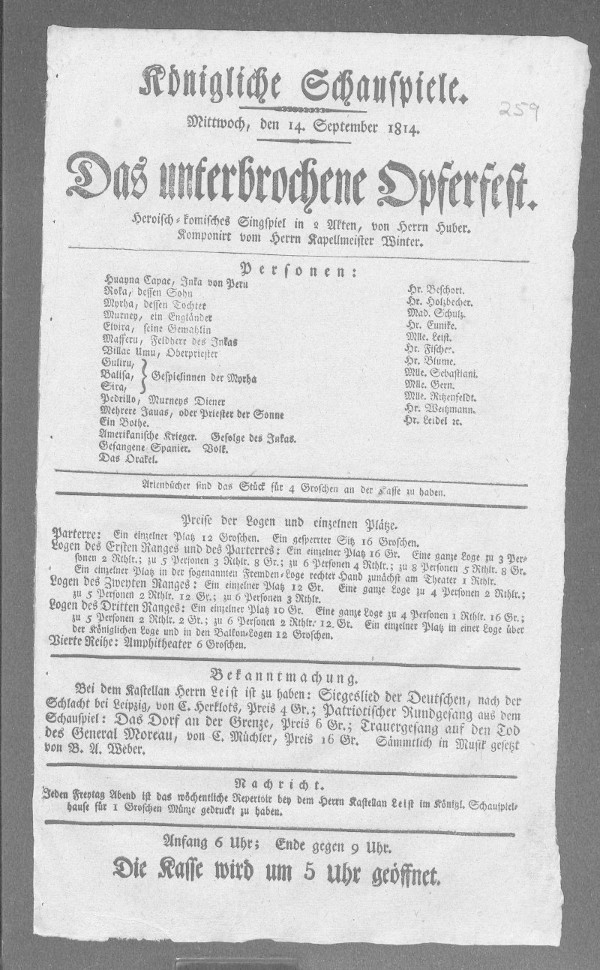 Königliche Schauspiele.
259
Mittwoch, den 14. September 1814.
Das unterbrochene Opferfest.
Heroisch-komisches Singspiel in 2 Akten, von Herrn Huber.
Komponirt vom Herrn Kapellmeister Winter.
Personen:
Huayna Capac, Inka von Peru Hr. Beschort.
Roka, dessen Sohn Hr. Holzbecher.
Myrha, dessen Tochter Mad. Schulz.
Murney, ein Engländer Hr. Eunike.
Elvira, seine Gemahlin Mlle. Leist.
Mafferu, Feldherr des Inkas Hr. Fischer.
Villac Umu, Oberpriester Hr. Blume.
Guliru, Mlle. Sebastiani.
Balisa, Gespielinnen der Myrha Mlle. Gern.
Sira, Mlle. Ritzenfeldt.
Pedrillo, Murneys Diener Hr. Weitzmann.
Mehrere Jauas, oder Priester der Sonne Hr. Leidel ꝛc.
Ein Bothe.
Amerikanische Krieger. Gefolge des Inkas.
Gefangene Spanier. Volk.
Das Orakel.
Arienbücher sind das Stück für 4 Groschen an der Kasse zu haben.
Preise der Logen und einzelnen Plätze.
Parterre: Ein einzelner Platz 12 Groschen. Ein gesperrter Sitz 16 Groschen.
Logen des Ersten Ranges und des Parterres: Ein einzelner Platz 16 Gr. Eine ganze Loge zu 3 Per-
sonen 2 Rthlr.; zu 5 Personen 3 Rthlr. 8 Gr.; zu 6 Personen 4 Rthlr.; zu 8 Personen 5 Rthlr. 8 Gr.
Ein einzelner Platz in der sogenannten Fremden-Loge rechter Hand zunächst am Theater 1 Rthlr.
Logen des Zweyten Ranges: Ein einzelner Platz 12 Gr. Eine ganze Loge zu 4 Personen 2 Rthlr.;
zu 5 Personen 2 Rthlr. 12 Gr.; zu 6 Personen 3 Rthlr.
Logen des Dritten Ranges: Ein einzelner Platz 10 Gr. Eine ganze Loge zu 4 Personen 1 Rthlr. 16 Gr.;
zu 5 Personen 2 Rthlr. 2 Gr.; zu 6 Personen 2 Rthlr. 12 Gr. Ein einzelner Platz in einer Loge über
der Königlichen Loge und in den Balkon-Logen 12 Groschen.
Vierte Reihe: Amphitheater 6 Groschen.
Bekanntmachung.
Bei dem Kastellan Herrn Leist ist zu haben: Siegeslied der Deutschen, nach der
Schlacht bei Leipzig, von C. Herklots, Preis 4 Gr.; Patriotischer Rundgesang aus dem
Schauspiel: Das Dorf an der Grenze, Preis 6 Gr.; Trauergesang auf den Tod
des General Moreau, von C. Müchler, Preis 16 Gr. Sämmtlich in Musik gesetzt
von B. A. Weber.
Nachricht.
Jeden Freytag Abend ist das wöchentliche Repertoir bey dem Herrn Kastellan Leist im Königl. Schauspiel-
hause für 1 Groschen Münze gedruckt zu haben.
Anfang 6 Uhr; Ende gegen 9 Uhr.
Die Kasse wird um 5 Uhr geöffnet.